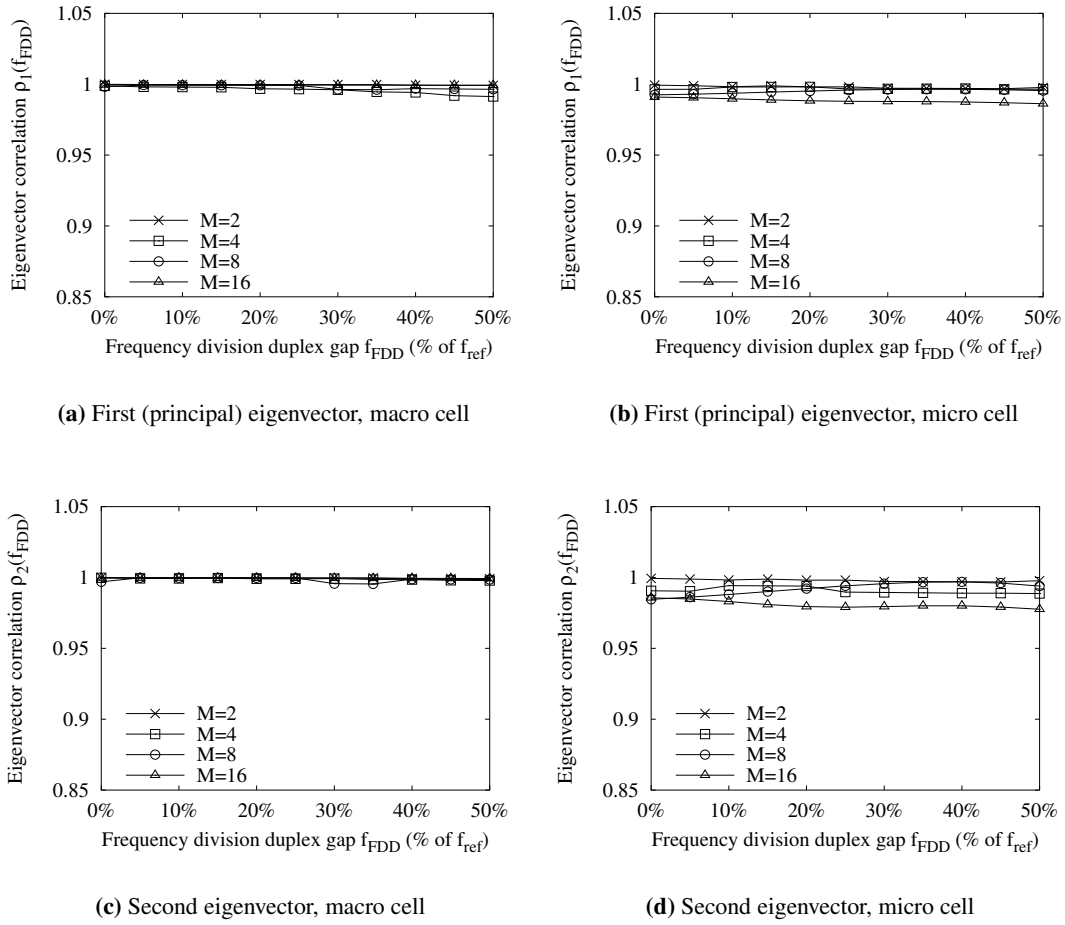 1.05
1
0.95
0.9
0.85
Eigenvector correlation ρ1(fFDD)
M=2
M=4
M=8
M=16
0% 10% 20% 30% 40% 50%
Frequency division duplex gap fFDD (% of fref)
(a) First (principal) eigenvector, macro cell
1.05
1
0.95
0.9
0.85
Eigenvector correlation ρ1(fFDD)
M=2
M=4
M=8
M=16
0% 10% 20% 30% 40% 50%
Frequency division duplex gap fFDD (% of fref)
(b) First (principal) eigenvector, micro cell
1.05
1
0.95
0.9
0.85
Eigenvector correlation ρ2(fFDD)
M=2
M=4
M=8
M=16
0% 10% 20% 30% 40% 50%
Frequency division duplex gap fFDD (% of fref)
(c) Second eigenvector, macro cell
1.05
1
0.95
0.9
0.85
Eigenvector correlation ρ2(fFDD)
M=2
M=4
M=8
M=16
0% 10% 20% 30% 40% 50%
Frequency division duplex gap fFDD (% of fref)
(d) Second eigenvector, micro cell